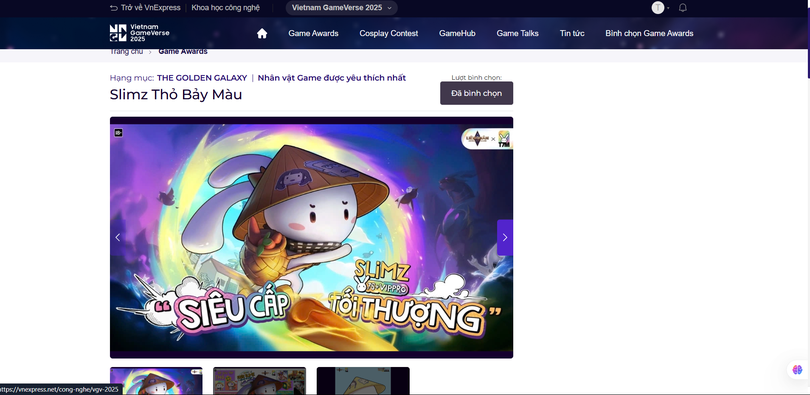 Trở về VnExpress
Khoa học công nghệ
Vietnam GameVerse 2025
T
Vietnam
GameVerse
2025
Game Awards
Cosplay Contest
GameHub
Game Talks
Tin tức
Bình chọn Game Awards
Trang chủ > Game Awards
Hạng mục: THE GOLDEN GALAXY | Nhân vật Game được yêu thích nhất
Slimz Thỏ Bảy Màu
Lượt bình chọn:
Đã bình chọn
18+
SLIMZ
“SIÊU CẤP
TỐI THƯỢNG”
https://vnexpress.net/cong-nghe/vgv-2025